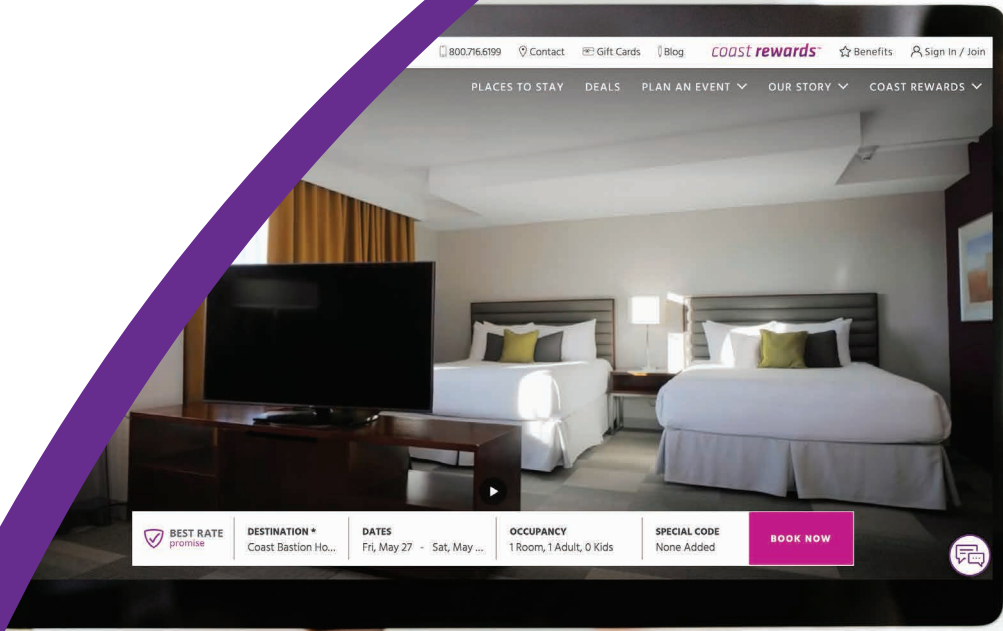 800.716.6199 Contact Gift Cards Blog coast rewards Benefits Sign In / Join
PLACES TO STAY DEALS PLAN AN EVENT OUR STORY COAST REWARDS
BEST RATE
promise
DESTINATION *
Coast Bastion Ho...
DATES
Fri, May 27 - Sat, May ...
OCCUPANCY
1 Room, 1 Adult, 0 Kids
SPECIAL CODE
None Added
BOOK NOW